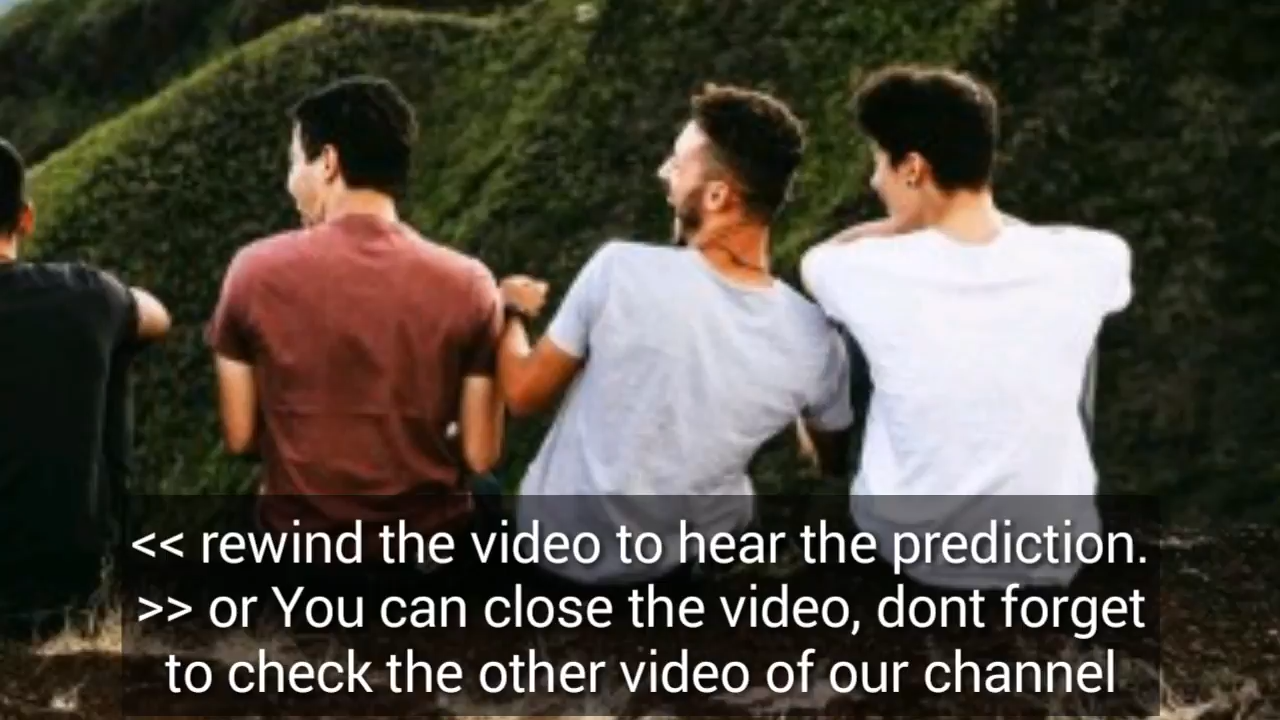 << rewind the video to hear the prediction.
>> or You can close the video, dont forget
to check the other video of our channel